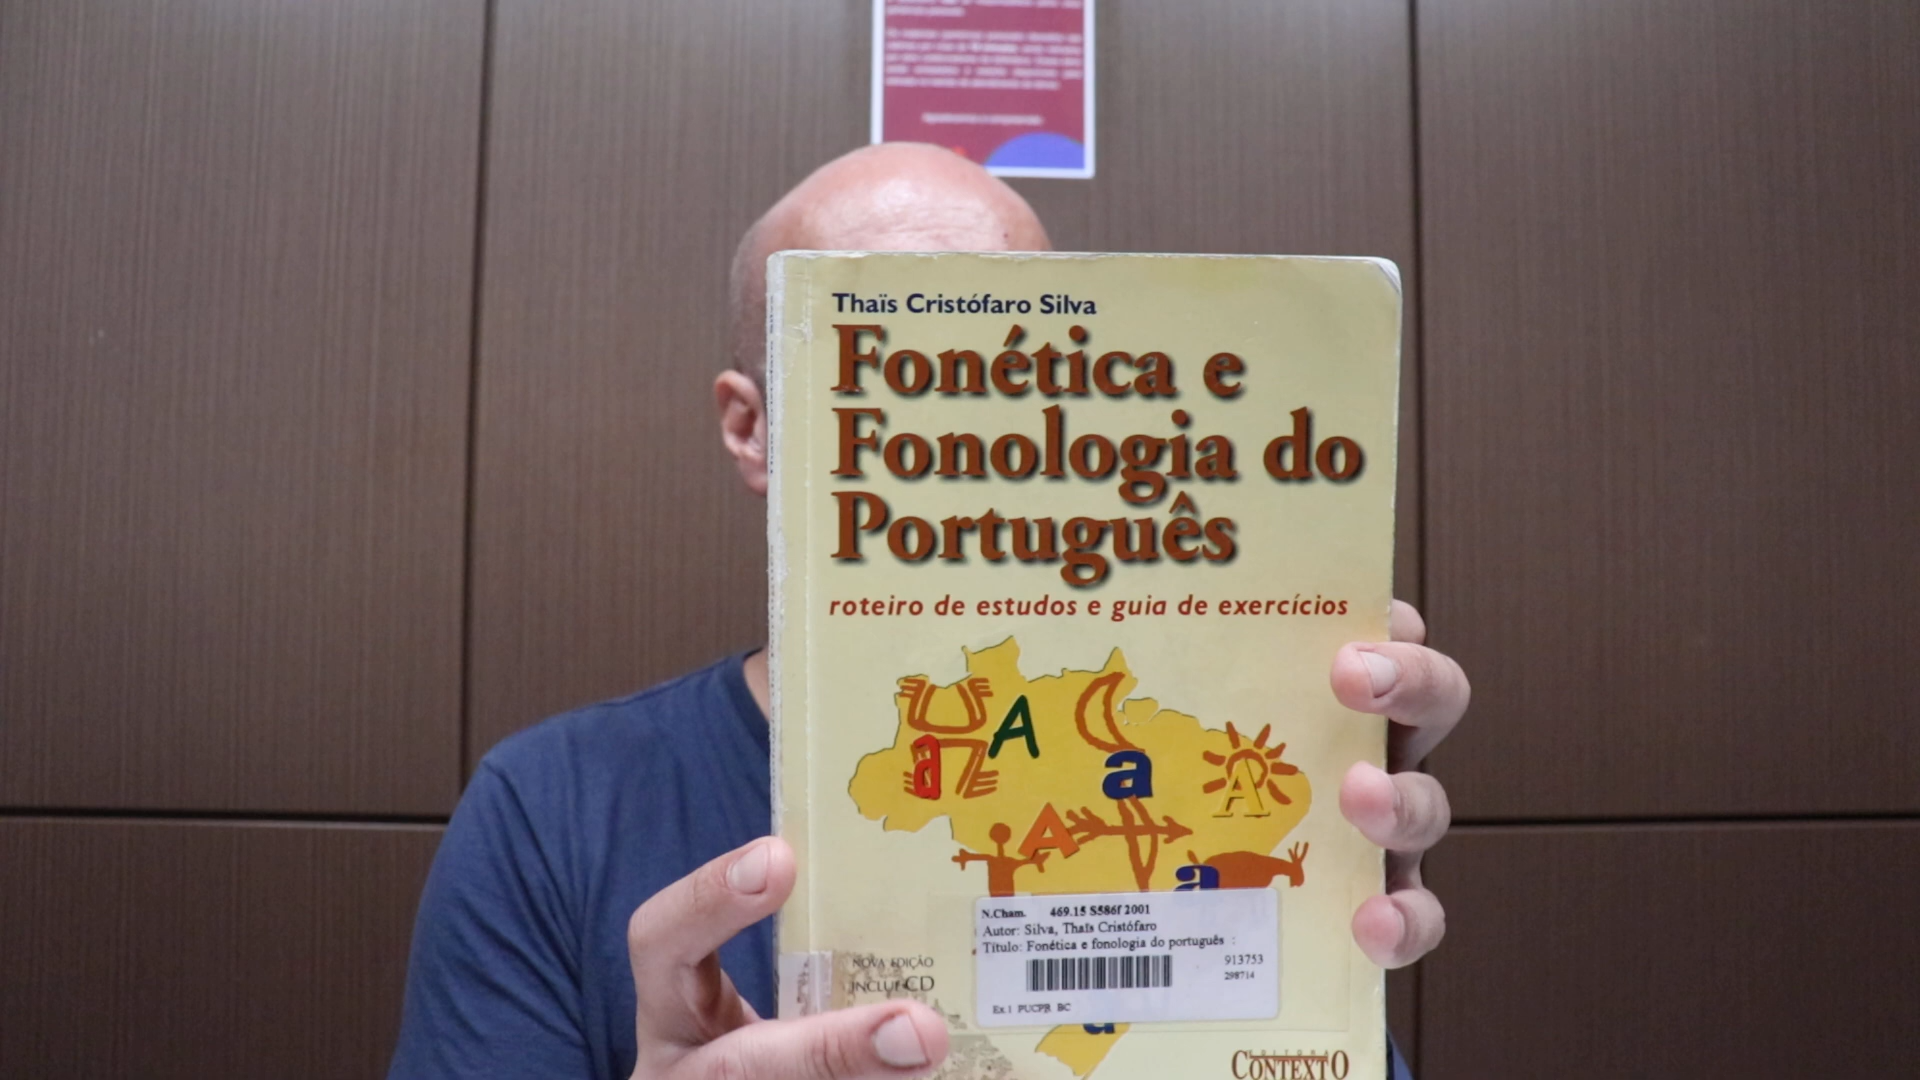 Thaïs Cristófaro Silva
Fonética e
Fonologia do
Português
roteiro de estudos e guia de exercícios
A
a
a
A
A
a
N.Cham. 469.15 S586f 2001
Autor: Silva, Thaïs Cristófaro
Título: Fonética e fonologia do português :
913753
298714
Ex.1 PUCPR BC
NOVA EDIÇÃO
INCLUI CD
a
EDITORA
CONTEXTO